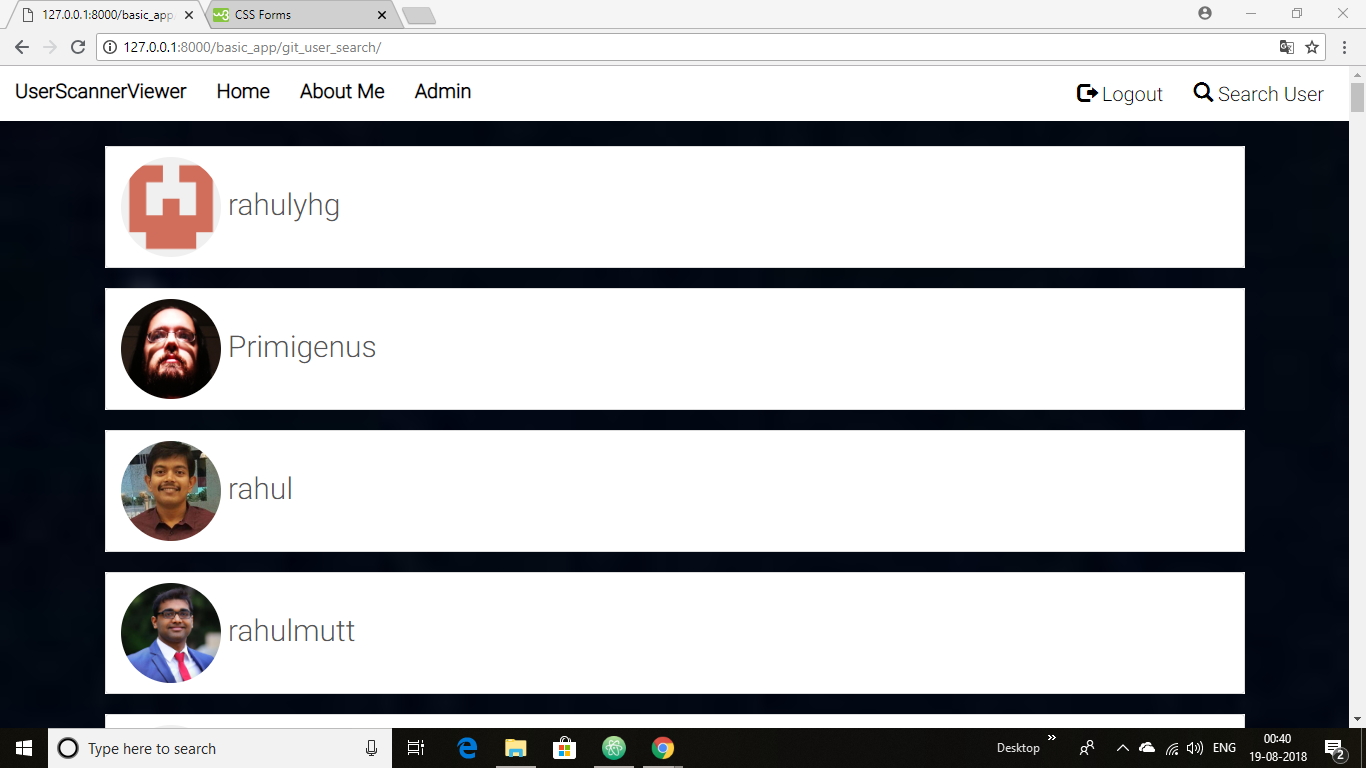 127.0.0.1:8000/basic_app
CSS Forms
127.0.0.1:8000/basic_app/git_user_search/
UserScannerViewer Home About Me Admin Logout Search User
rahulyhg
Primigenus
rahul
rahulmutt
Type here to search
Desktop
ENG
00:40
19-08-2018
2